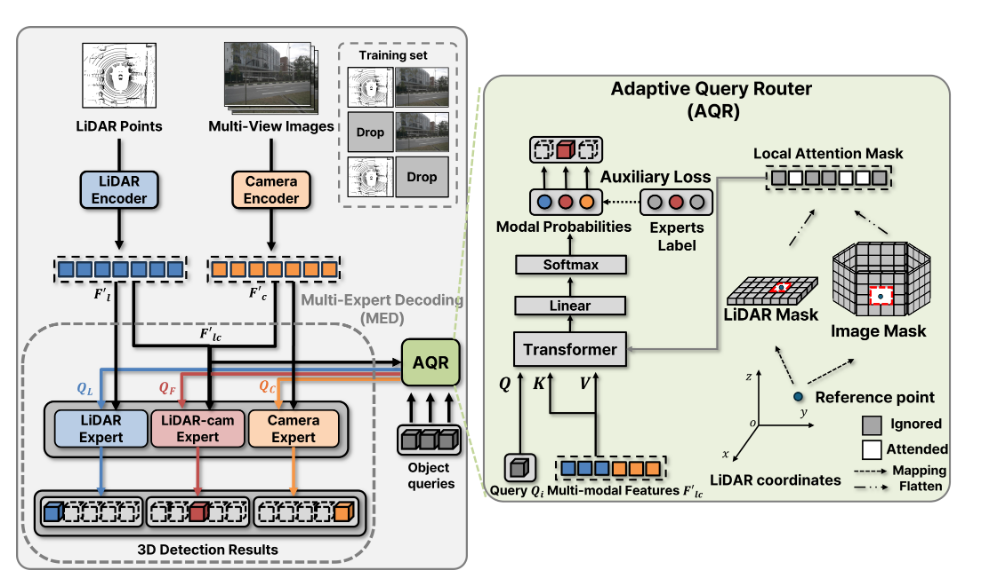 Training set
Drop
Drop
LiDAR Points
Multi-View Images
LiDAR
Encoder
Camera
Encoder
F'l
F'c
Multi-Expert Decoding
(MED)
F'lc
AQR
QL
QF
QC
LiDAR
Expert
LiDAR-cam
Expert
Camera
Expert
Object
queries
3D Detection Results
Adaptive Query Router
(AQR)
Local Attention Mask
Auxiliary Loss
Modal Probabilities
Experts
Label
Softmax
Linear
Transformer
Q
K
V
Query Qi
Multi-modal Features F'lc
LiDAR Mask
Image Mask
Reference point
z
y
o
x
LiDAR coordinates
Ignored
Attended
Mapping
Flatten